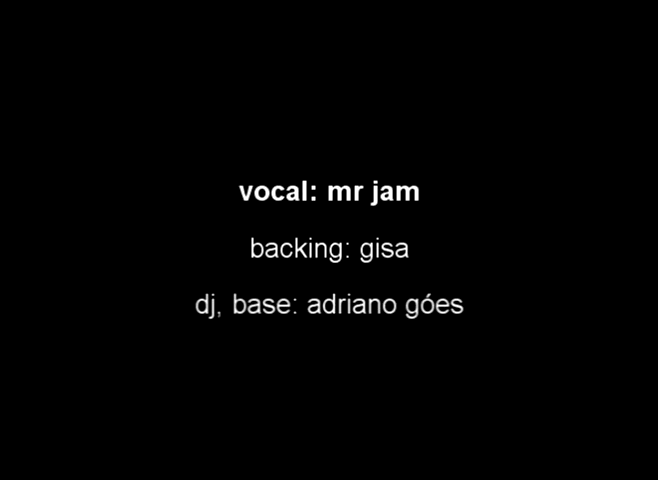 vocal: mr jam
backing: gisa
dj, base: adriano góes